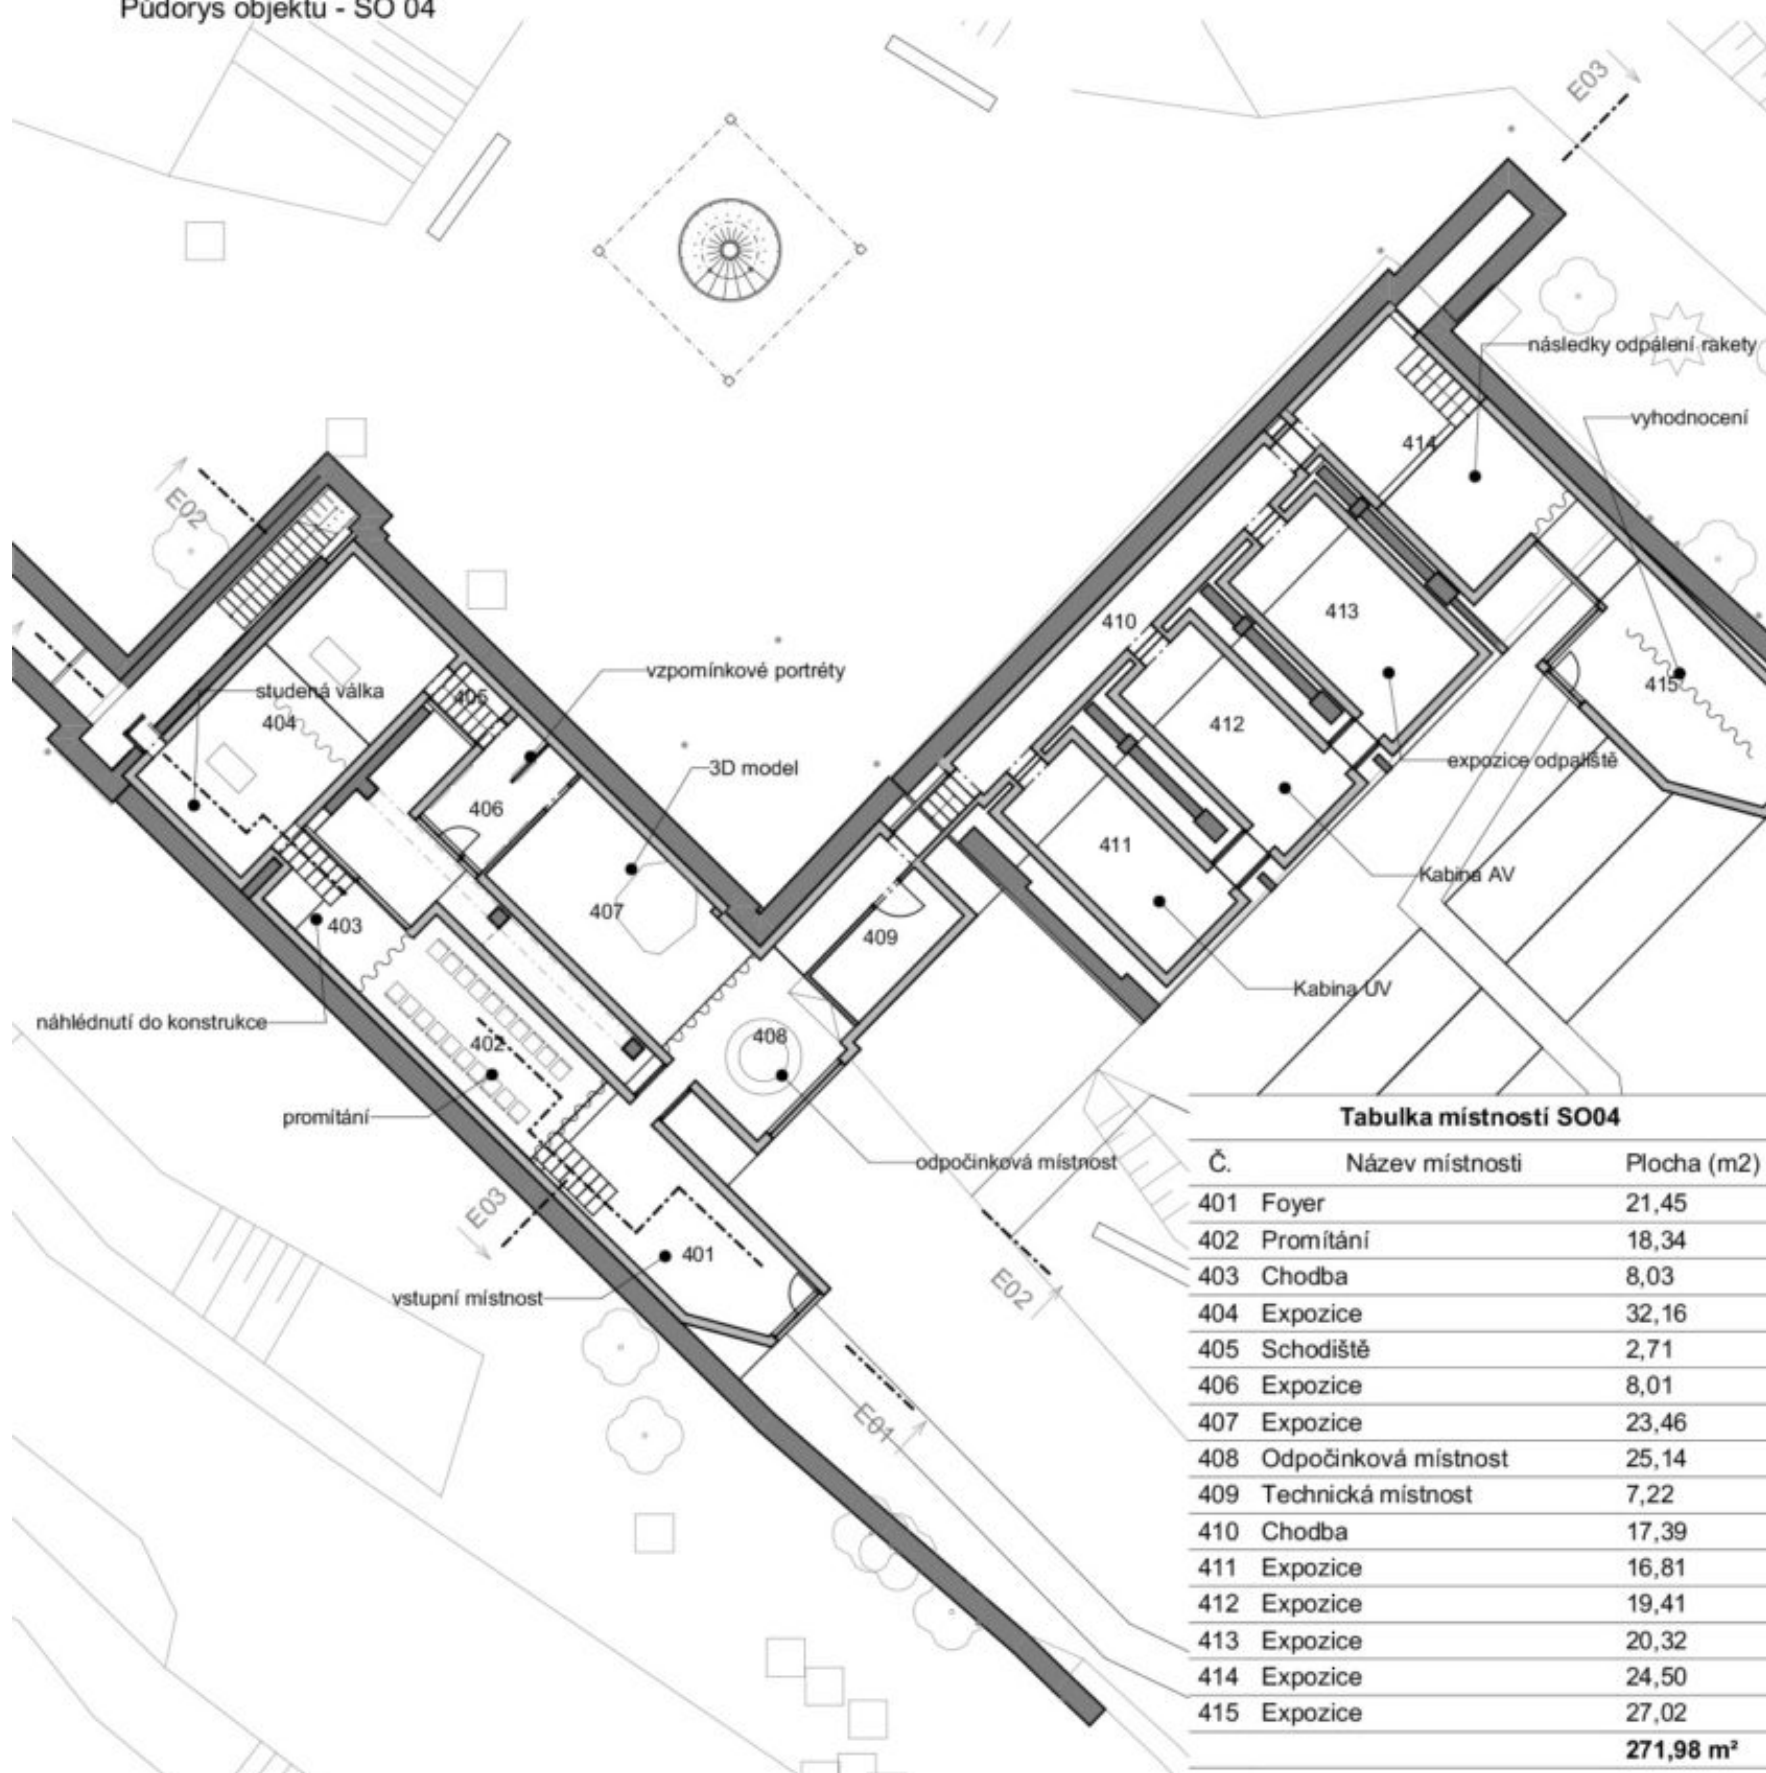 Půdorys objektu - SO 04
E03
následky odpálení rakety
vyhodnocení
414
E02
413
410
vzpomínkové portréty
studená válka
405
415
404
412
3D model
expozice odpaliště
406
411
Kabina AV
407
403
409
Kabina UV
náhlédnutí do konstrukce
408
402
promítání
odpočinková místnost
E03
401
vstupní místnost
E02
E01
Tabulka místností SO04
Č. Název místnosti Plocha (m2)
401 Foyer 21,45
402 Promítání 18,34
403 Chodba 8,03
404 Expozice 32,16
405 Schodiště 2,71
406 Expozice 8,01
407 Expozice 23,46
408 Odpočinková místnost 25,14
409 Technická místnost 7,22
410 Chodba 17,39
411 Expozice 16,81
412 Expozice 19,41
413 Expozice 20,32
414 Expozice 24,50
415 Expozice 27,02
271,98 m²